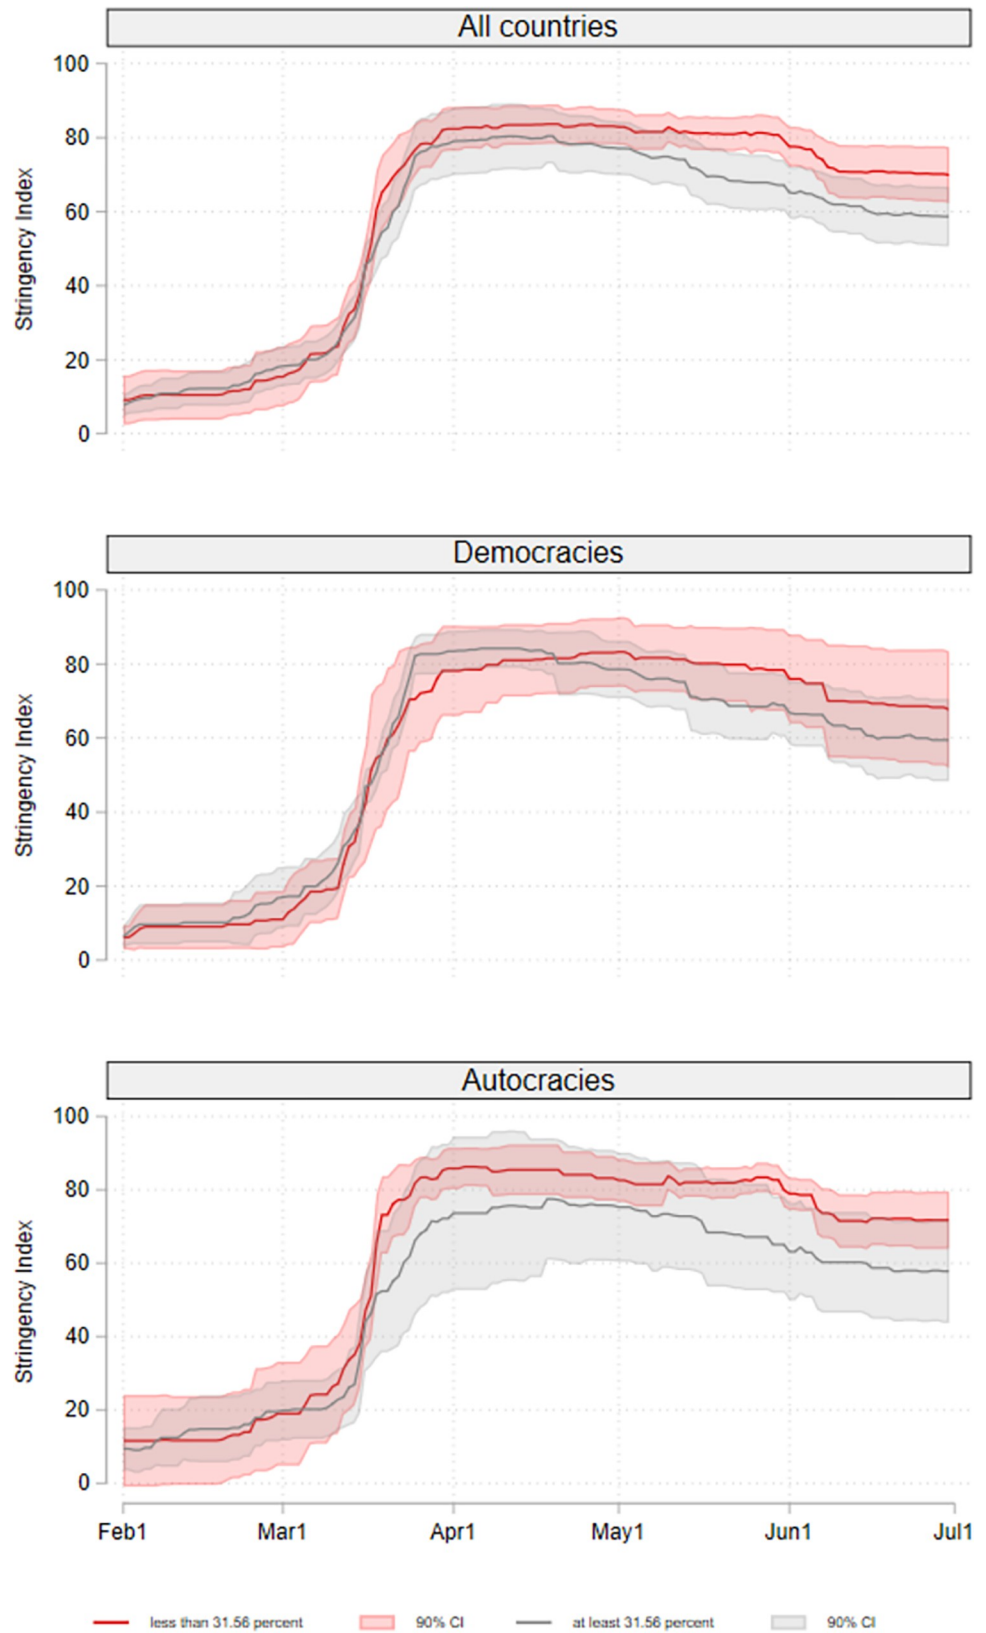 All countries
100
80
60
40
20
0
Stringency Index
Democracies
100
80
60
40
20
0
Stringency Index
Autocracies
100
80
60
40
20
0
Stringency Index
Feb1 Mar1 Apr1 May1 Jun1 Jul1
less than 31.56 percent 90% CI at least 31.56 percent 90% CI